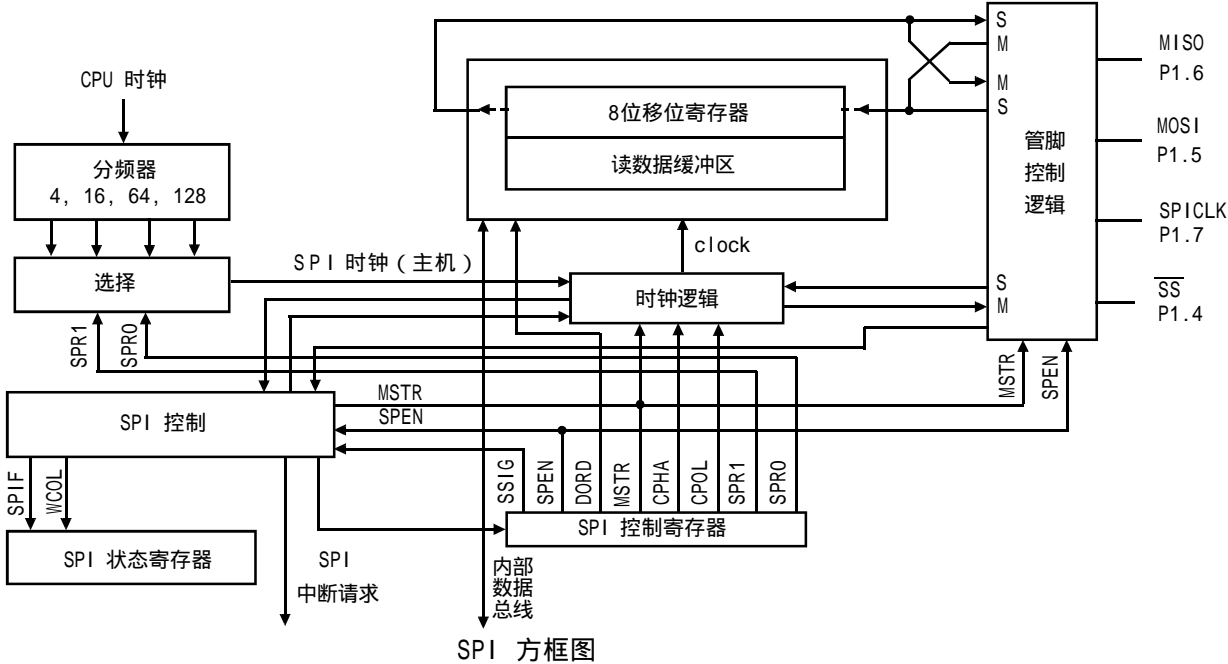 CPU 时钟
分频器
4, 16, 64, 128
选择
SPI 时钟（主机）
SPR1
SPR0
8位移位寄存器
读数据缓冲区
clock
时钟逻辑
S
M
M
S
S
M
管脚
控制
逻辑
MISO
P1.6
MOSI
P1.5
SPICLK
P1.7
SS
P1.4
MSTR
SPEN
SPI 控制
MSTR
SPEN
SPIF
WCOL
SPI 状态寄存器
SPI
中断请求
SSIG
SPEN
DORD
MSTR
CPHA
CPOL
SPR1
SPR0
SPI 控制寄存器
内部
数据
总线
SPI 方框图